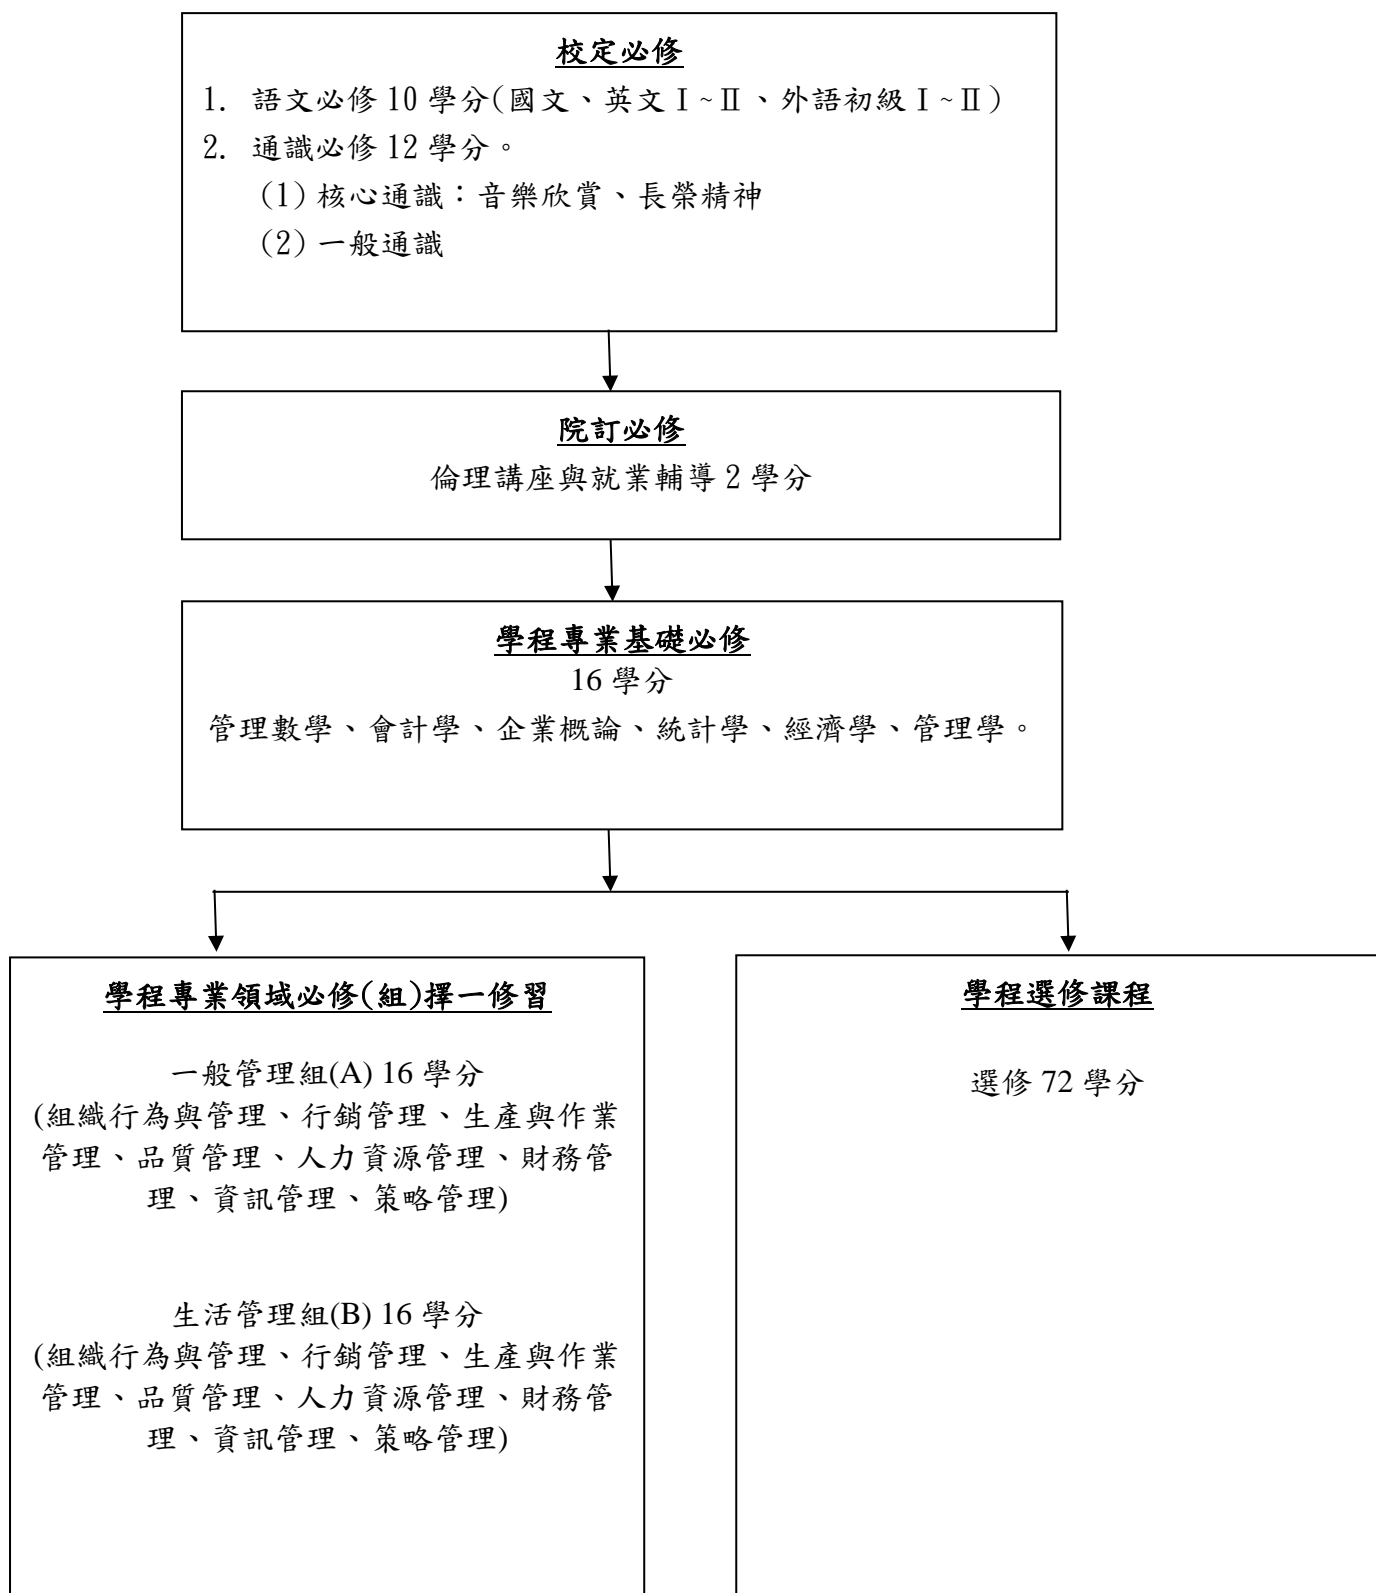 校定必修
1. 語文必修 10 學分(國文、英文Ⅰ~Ⅱ、外語初級Ⅰ~Ⅱ)
2. 通識必修 12 學分。
(1) 核心通識：音樂欣賞、長榮精神
(2) 一般通識
院訂必修
倫理講座與就業輔導 2 學分
學程專業基礎必修
16 學分
管理數學、會計學、企業概論、統計學、經濟學、管理學。
學程專業領域必修(組)擇一修習
一般管理組(A) 16 學分
(組織行為與管理、行銷管理、生產與作業
管理、品質管理、人力資源管理、財務管
理、資訊管理、策略管理)
生活管理組(B) 16 學分
(組織行為與管理、行銷管理、生產與作業
管理、品質管理、人力資源管理、財務管
理、資訊管理、策略管理)
學程選修課程
選修 72 學分